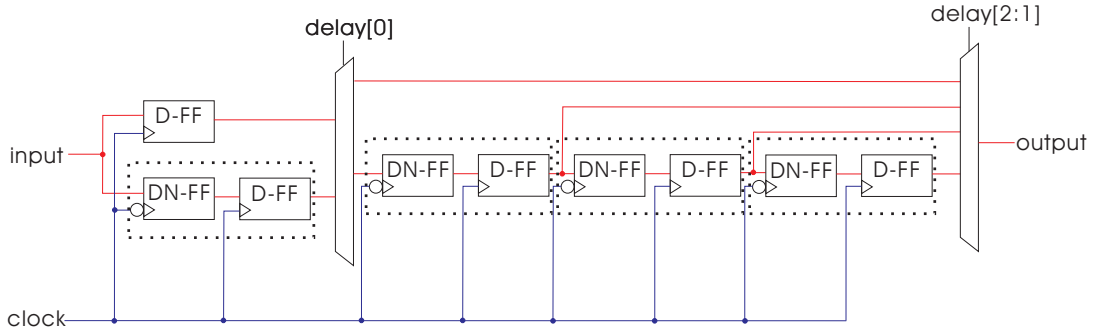 delay[2:1]
delay[0]
D-FF
input
output
DN-FF D-FF DN-FF D-FF DN-FF D-FF
DN-FF D-FF
clock